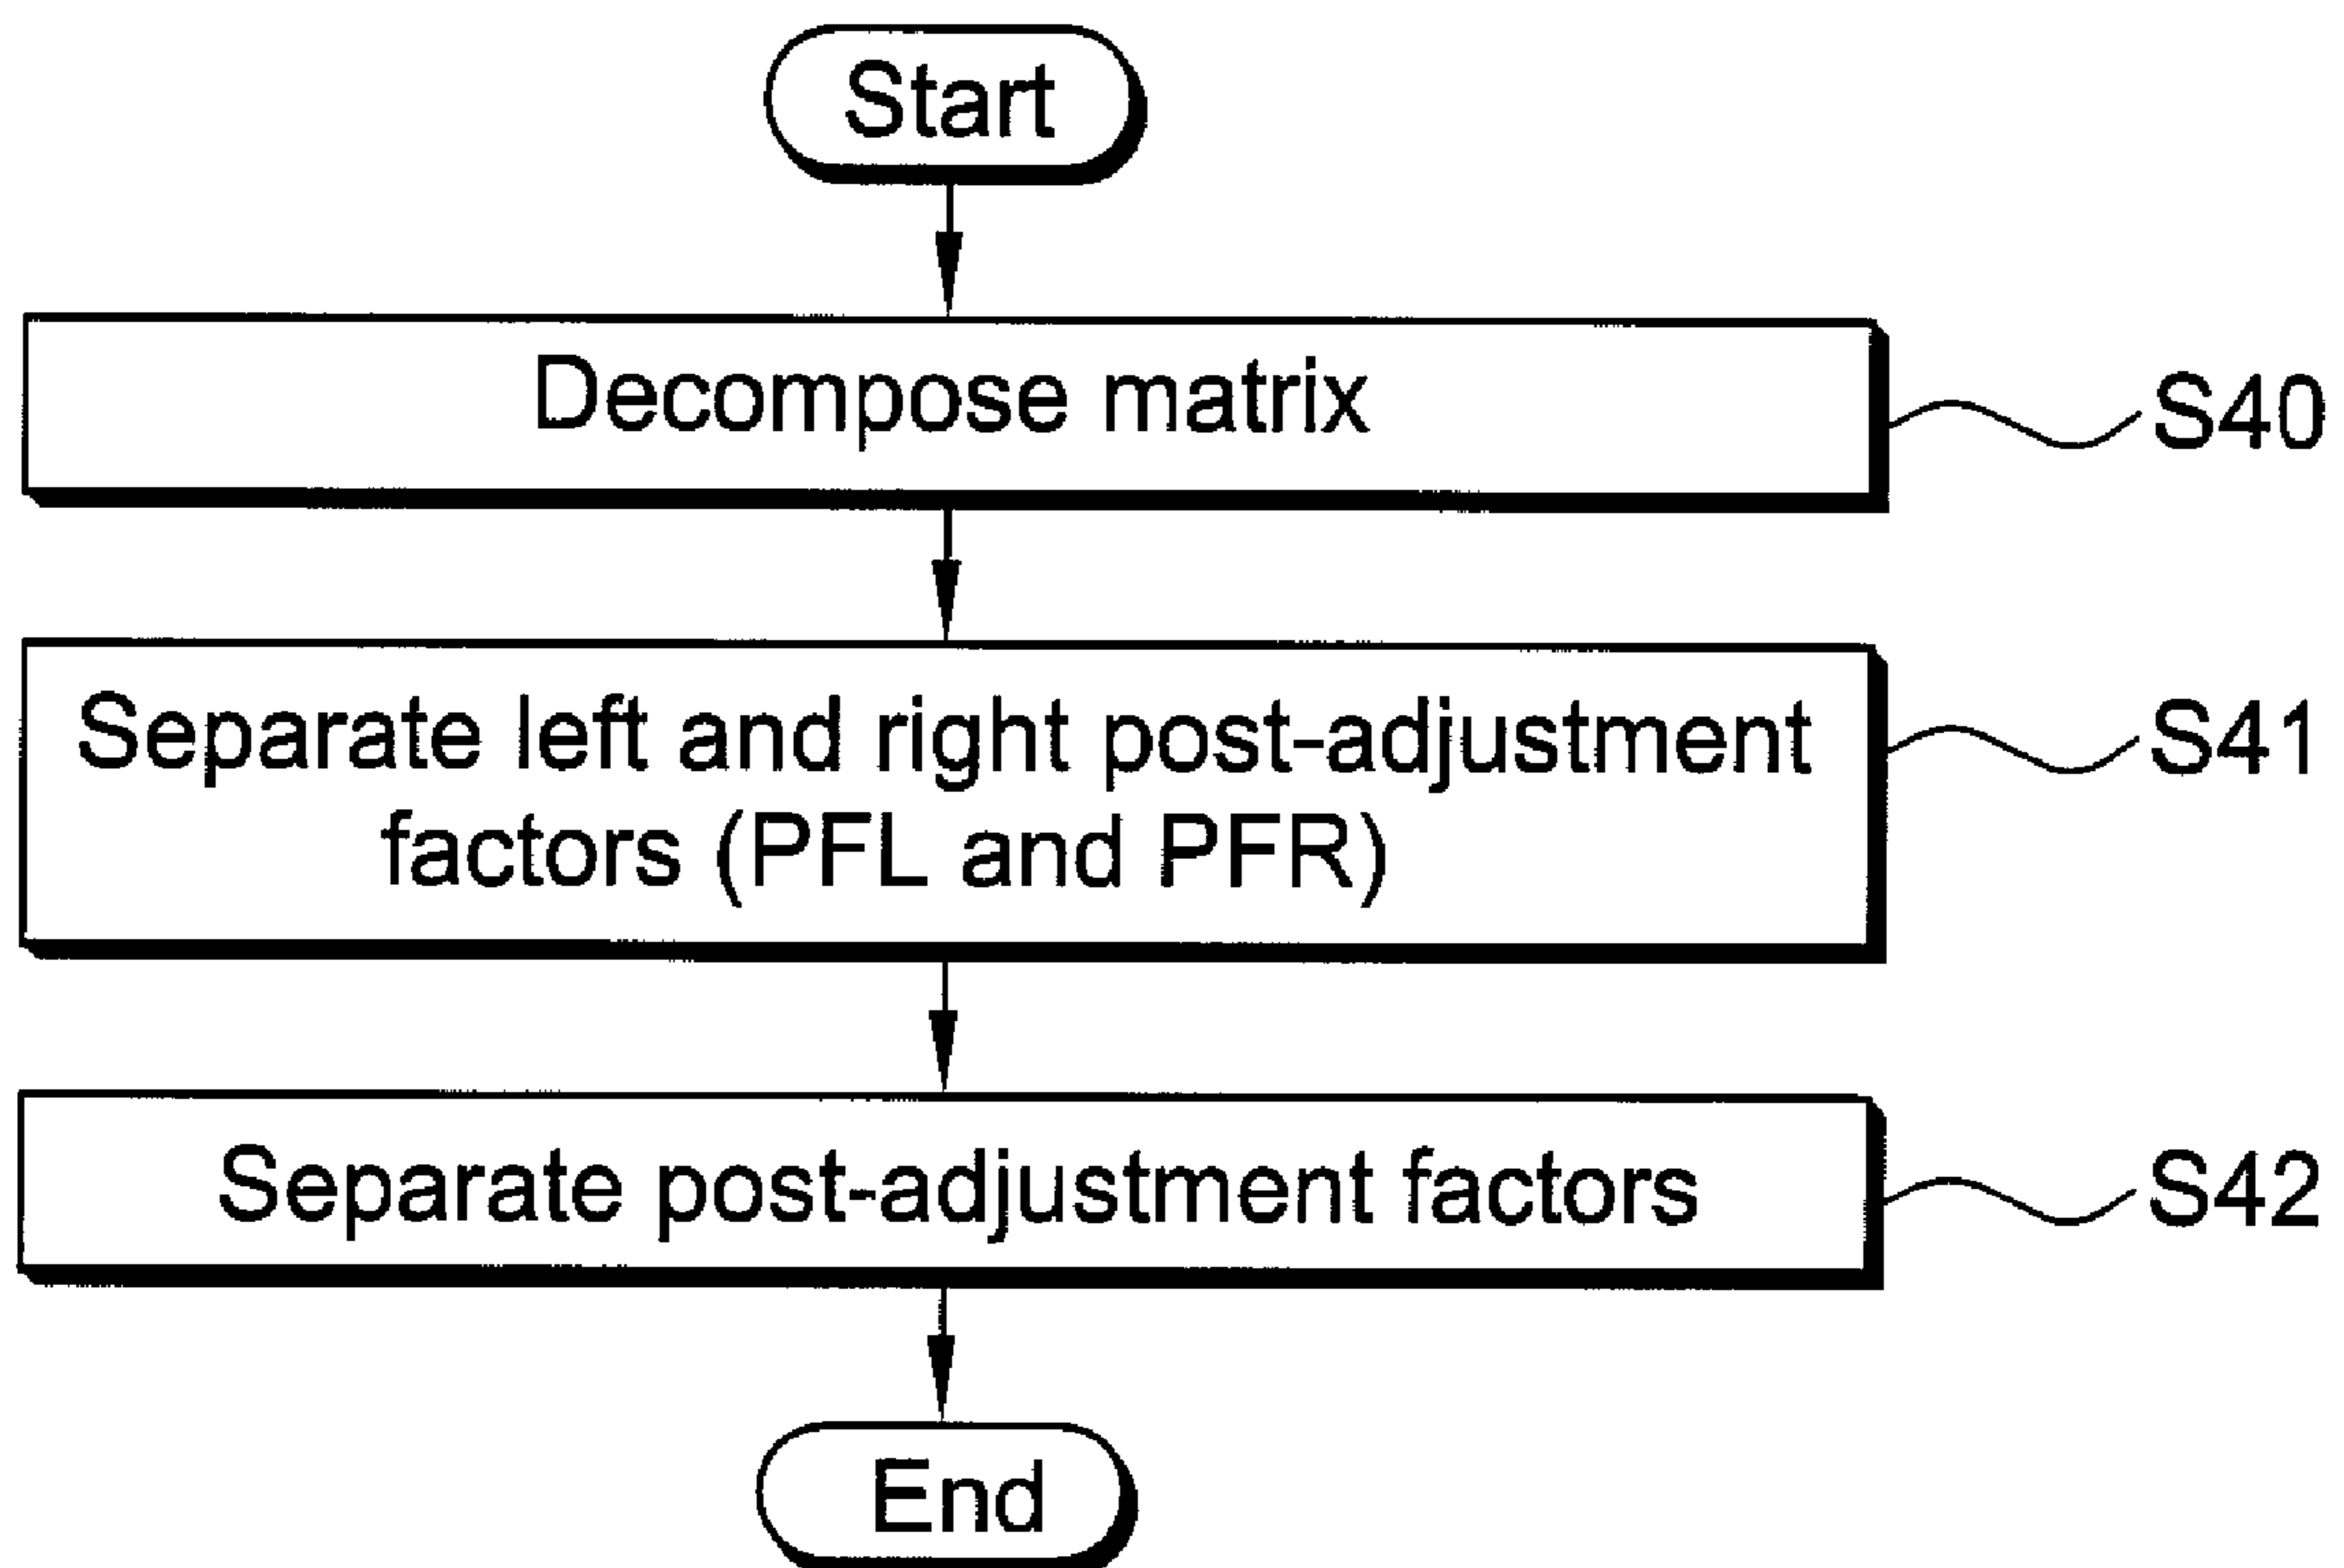 Start
Decompose matrix
S40
Separate left and right post-adjustment
factors (PFL and PFR)
S41
Separate post-adjustment factors
S42
End